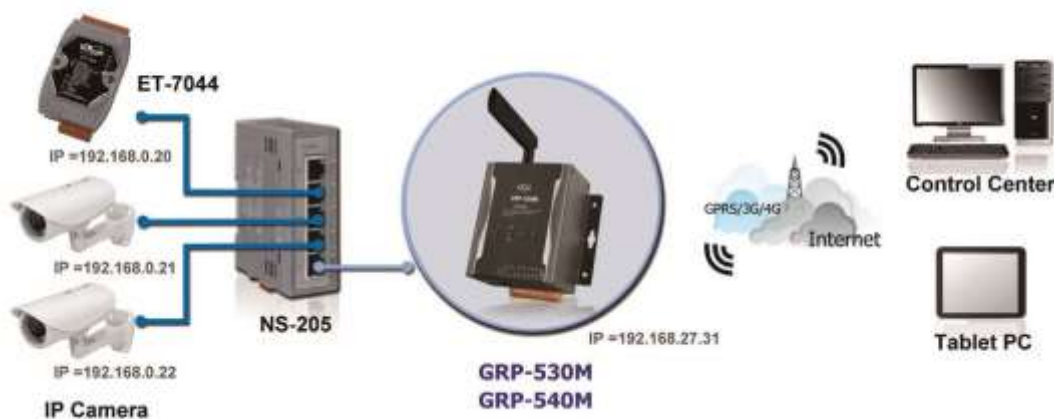 ET-7044
IP =192.168.0.20
IP =192.168.0.21
IP =192.168.0.22
IP Camera
NS-205
IP =192.168.27.31
GRP-530M
GRP-540M
GPRS/3G/4G
Internet
Control Center
Tablet PC